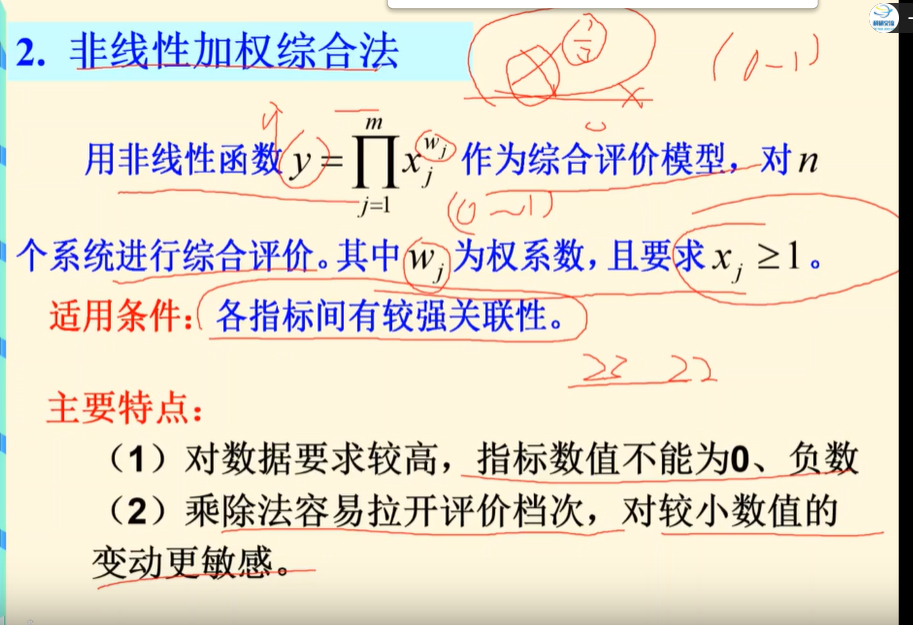 2. 非线性加权综合法
(0-1)
用非线性函数 y = ∏_{j=1}^{m} x_j^{w_j} 作为综合评价模型，对 n
(0~1)
个系统进行综合评价。其中 w_j 为权系数，且要求 x_j ≥1。
适用条件：各指标间有较强关联性。
主要特点：
（1）对数据要求较高，指标数值不能为0、负数
（2）乘除法容易拉开评价档次，对较小数值的
变动更敏感。